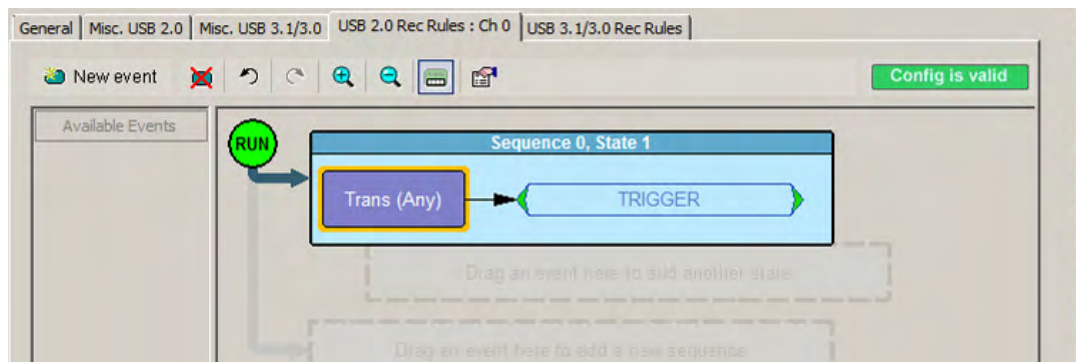 General Misc. USB 2.0 Misc. USB 3.1/3.0 USB 2.0 Rec Rules : Ch 0 USB 3.1/3.0 Rec Rules
New event Config is valid
Available Events
RUN
Sequence 0, State 1
Trans (Any) TRIGGER
Drag an event here to add another state
Drag an event here to add a new sequence